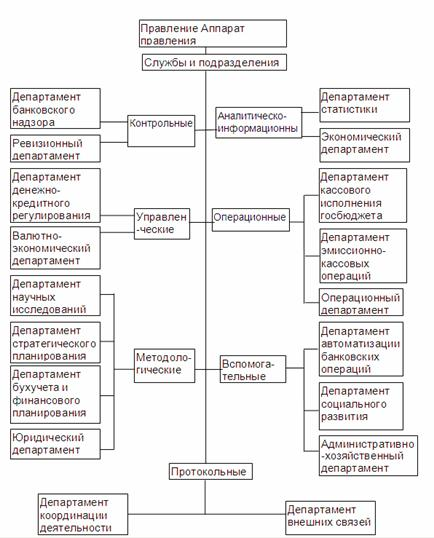 Правление Аппарат
правления
Службы и подразделения
Департамент
банковского
надзора
Ревизионный
департамент
Контрольные
Аналитическо-
информационны
Департамент
статистики
Экономический
департамент
Департамент
денежно-
кредитного
регулирования
Валютно-
экономический
департамент
Управлен
-ческие
Операционные
Департамент
кассового
исполнения
госбюджета
Департамент
эмиссионно-
кассовых
операций
Операционный
департамент
Департамент
научных
исследований
Департамент
стратегического
планирования
Департамент
бухучета и
финансового
планирования
Юридический
департамент
Методоло-
гические
Вспомога-
тельные
Департамент
автоматизации
банковских
операций
Департамент
социального
развития
Административно
-хозяйственный
департамент
Протокольные
Департамент
координации
деятельности
Департамент
внешних связей